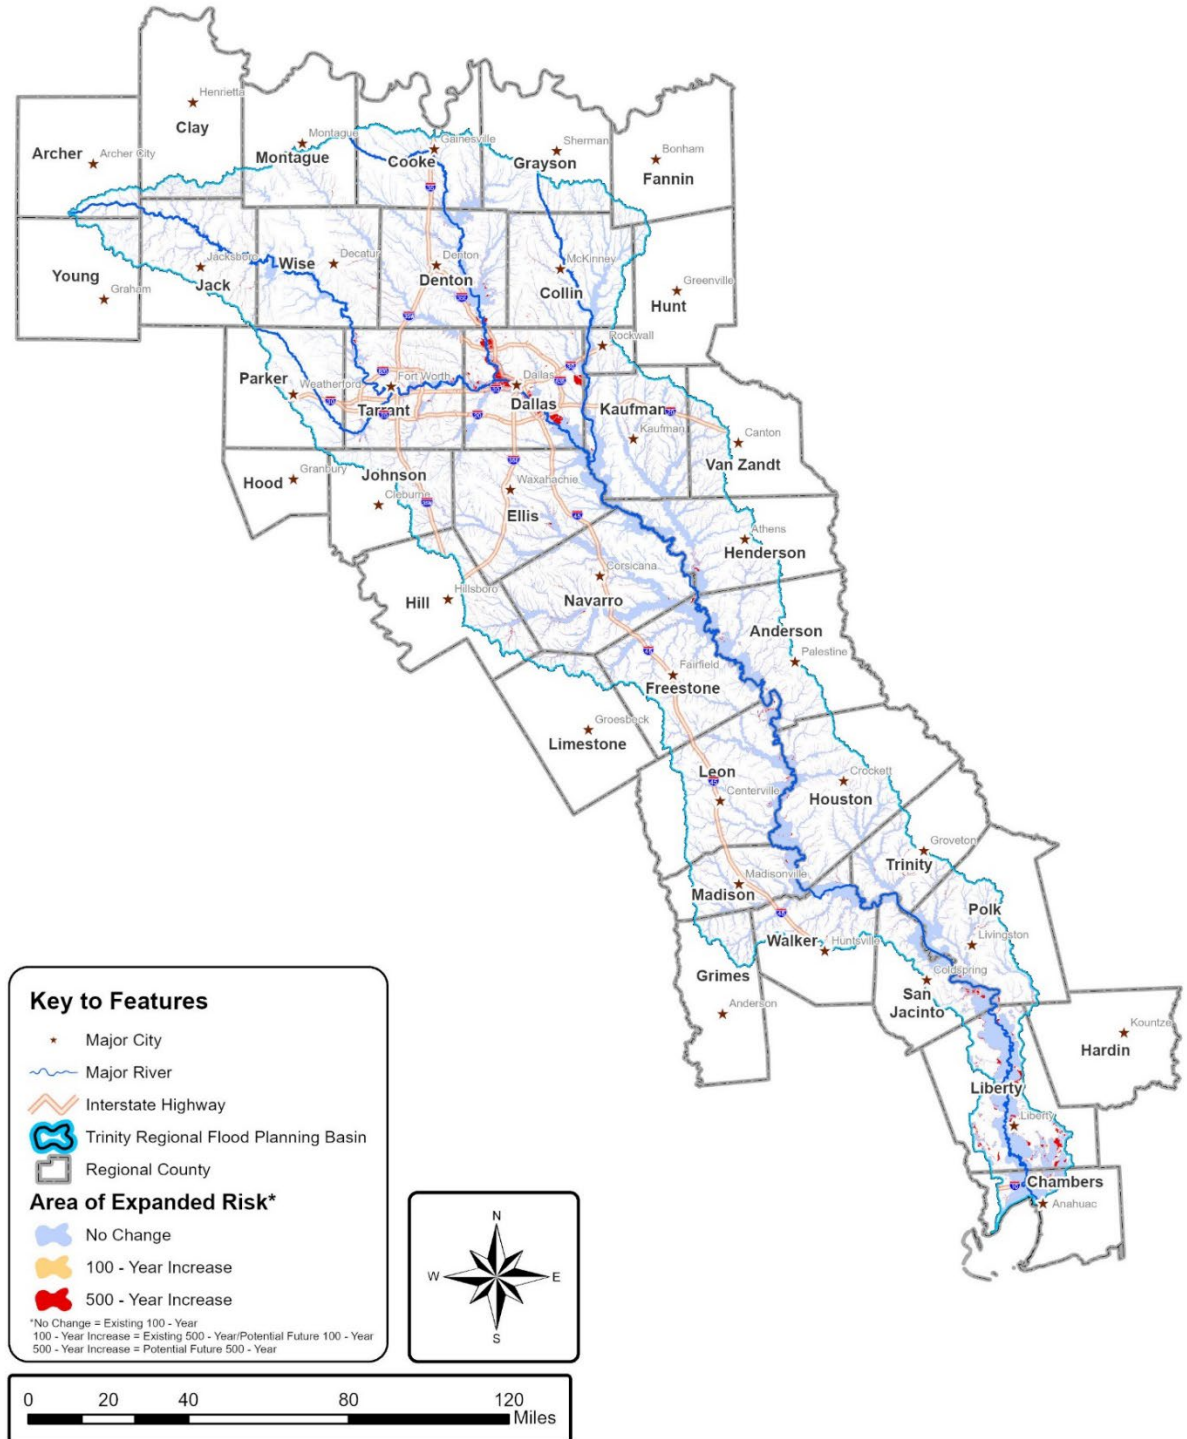 Henrietta
Clay
Archer
Archer City
Montague
Montague
Gainesville
Cooke
Sherman
Grayson
Bonham
Fannin
Young
Graham
Jacksboro
Jack
Wise
Decatur
Denton
Denton
McKinney
Collin
Greenville
Hunt
Rockwall
Parker
Weatherford
Fort Worth
Tarrant
Dallas
Dallas
Kaufman
Kaufman
Canton
Van Zandt
Hood
Granbury
Johnson
Cleburne
Waxahachie
Ellis
Athens
Henderson
Hill
Hillsboro
Corsicana
Navarro
Anderson
Palestine
Fairfield
Freestone
Groesbeck
Limestone
Leon
Centerville
Crockett
Houston
Groveton
Trinity
Madisonville
Madison
Polk
Livingston
Walker
Huntsville
Grimes
Anderson
Coldspring
San
Jacinto
Kountze
Hardin
Liberty
Liberty
Chambers
Anahuac
Key to Features
Major City
Major River
Interstate Highway
Trinity Regional Flood Planning Basin
Regional County
Area of Expanded Risk*
No Change
100 - Year Increase
500 - Year Increase
*No Change = Existing 100 - Year
100 - Year Increase = Existing 500 - Year/Potential Future 100 - Year
500 - Year Increase = Potential Future 500 - Year
N
W E
S
0 20 40 80 120
Miles